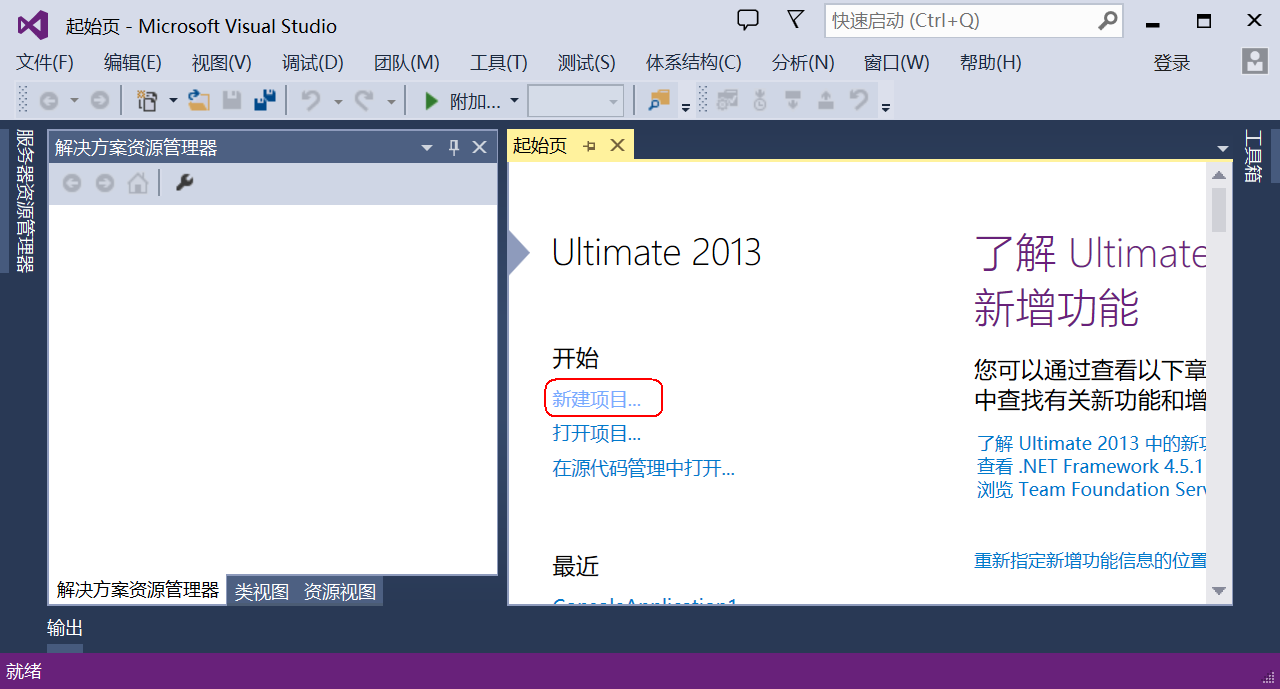 起始页 - Microsoft Visual Studio
快速启动 (Ctrl+Q)
文件(F) 编辑(E) 视图(V) 调试(D) 团队(M) 工具(T) 测试(S) 体系结构(C) 分析(N) 窗口(W) 帮助(H) 登录
附加...
服务器资源管理器
解决方案资源管理器
起始页
工具箱
Ultimate 2013
开始
新建项目...
打开项目...
在源代码管理中打开...
最近
ConsoleApplication1
了解 Ultimate
新增功能
您可以通过查看以下章
中查找有关新功能和增
了解 Ultimate 2013 中的新功
查看 .NET Framework 4.5.1
浏览 Team Foundation Serv
重新指定新增功能信息的位置
解决方案资源管理器 类视图 资源视图
输出
就绪